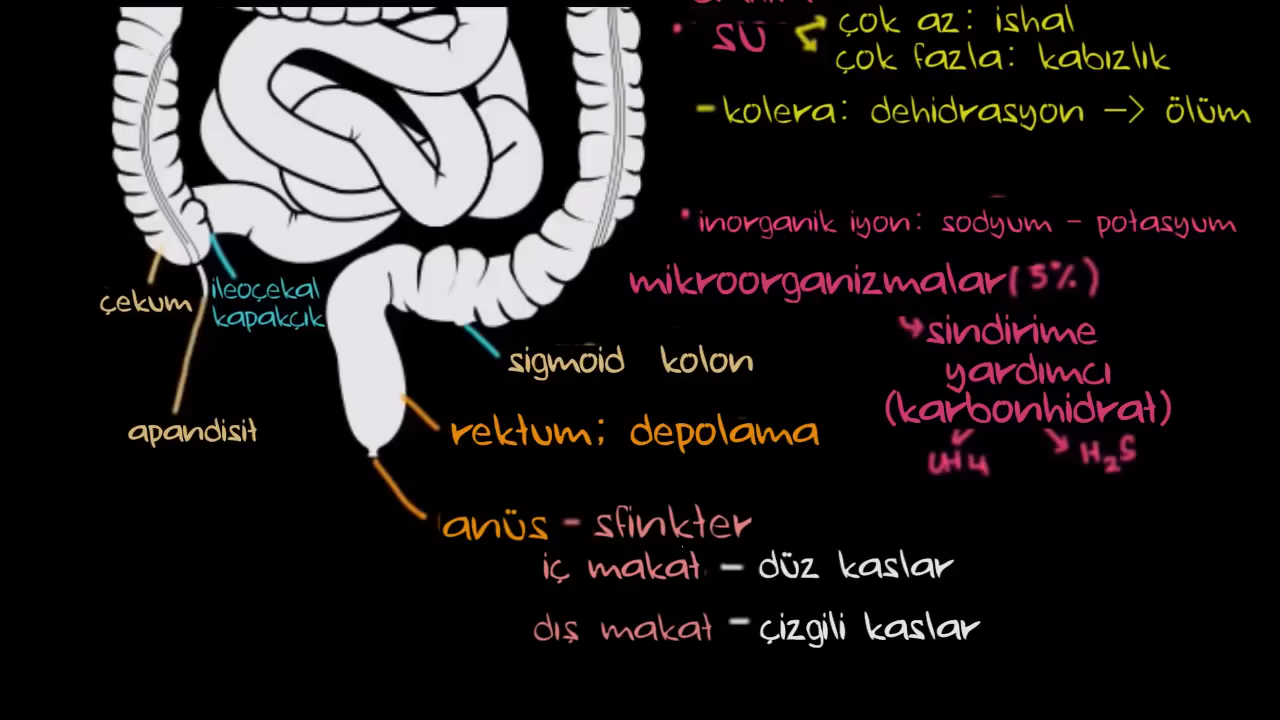 su
çok az: ishal
çok fazla: kabızlık
- kolera: dehidrasyon -> ölüm
• inorganik iyon: sodyum - potasyum
mikroorganizmalar (5%)
sindirime
yardımcı
(karbonhidrat)
CH4
H2S
çekum
ileoçekal
kapakçık
apandisit
sigmoid kolon
rektum; depolama
anüs - sfinkter
iç makat - düz kaslar
dış makat - çizgili kaslar